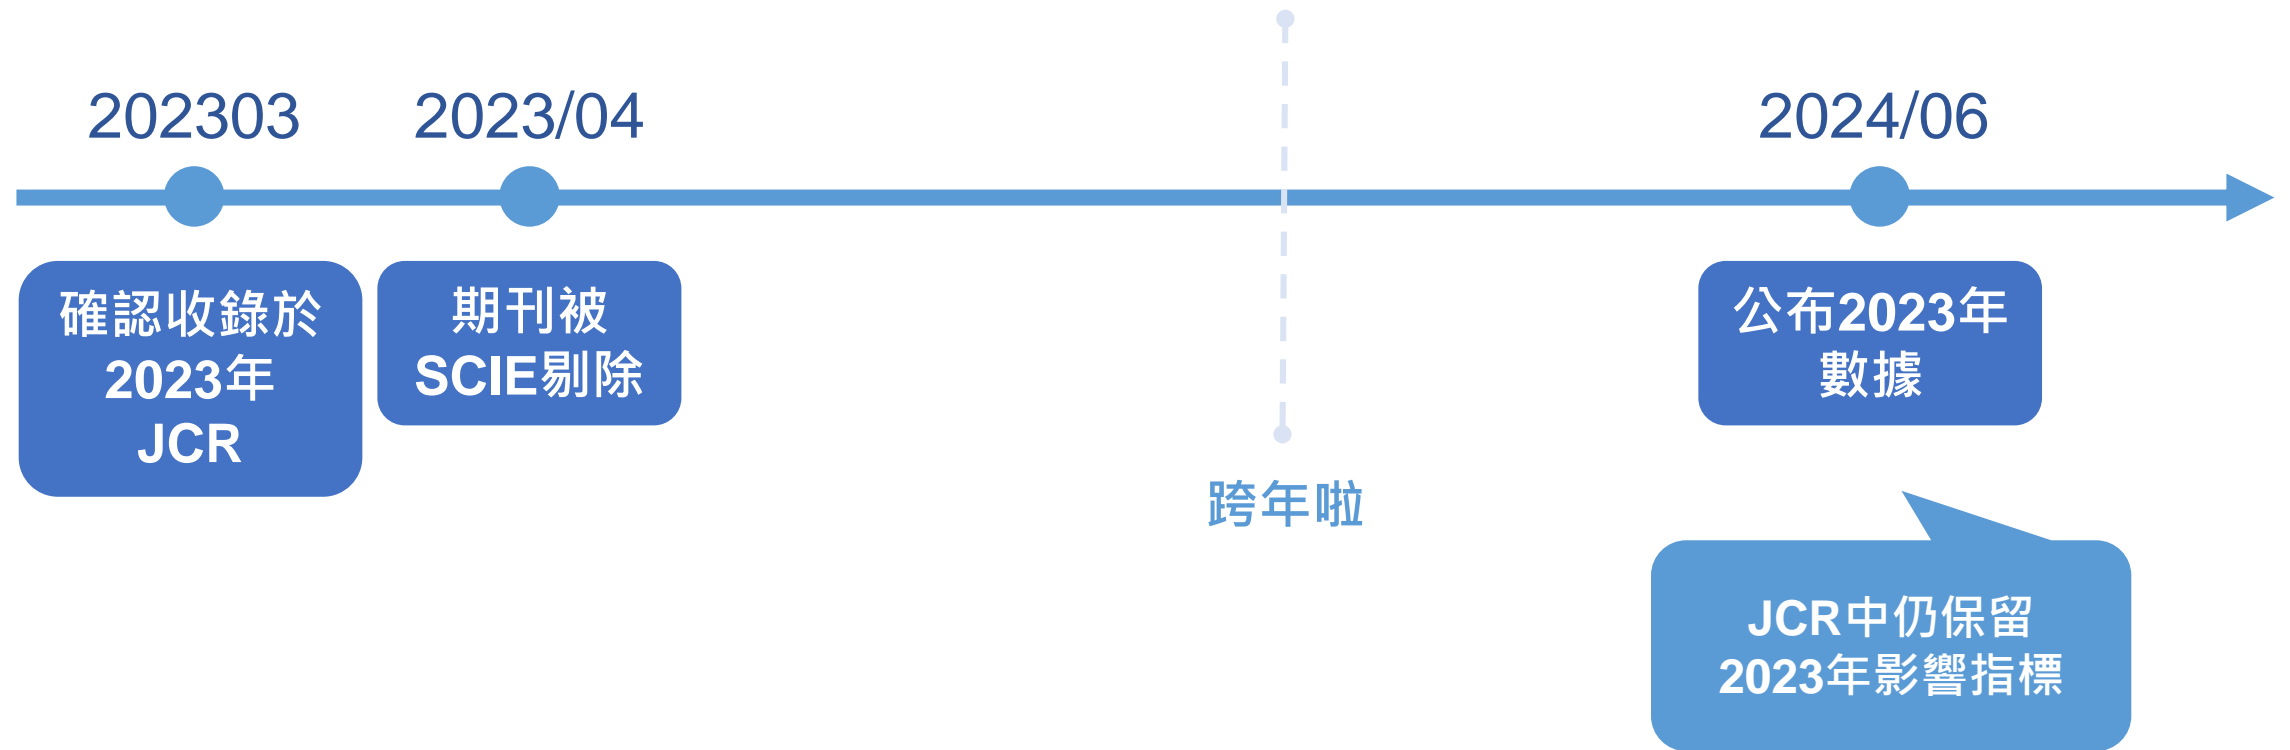 202303
2023/04
2024/06
確認收錄於
2023年
JCR
期刊被
SCIE剔除
公布2023年
數據
跨年啦
JCR中仍保留
2023年影響指標